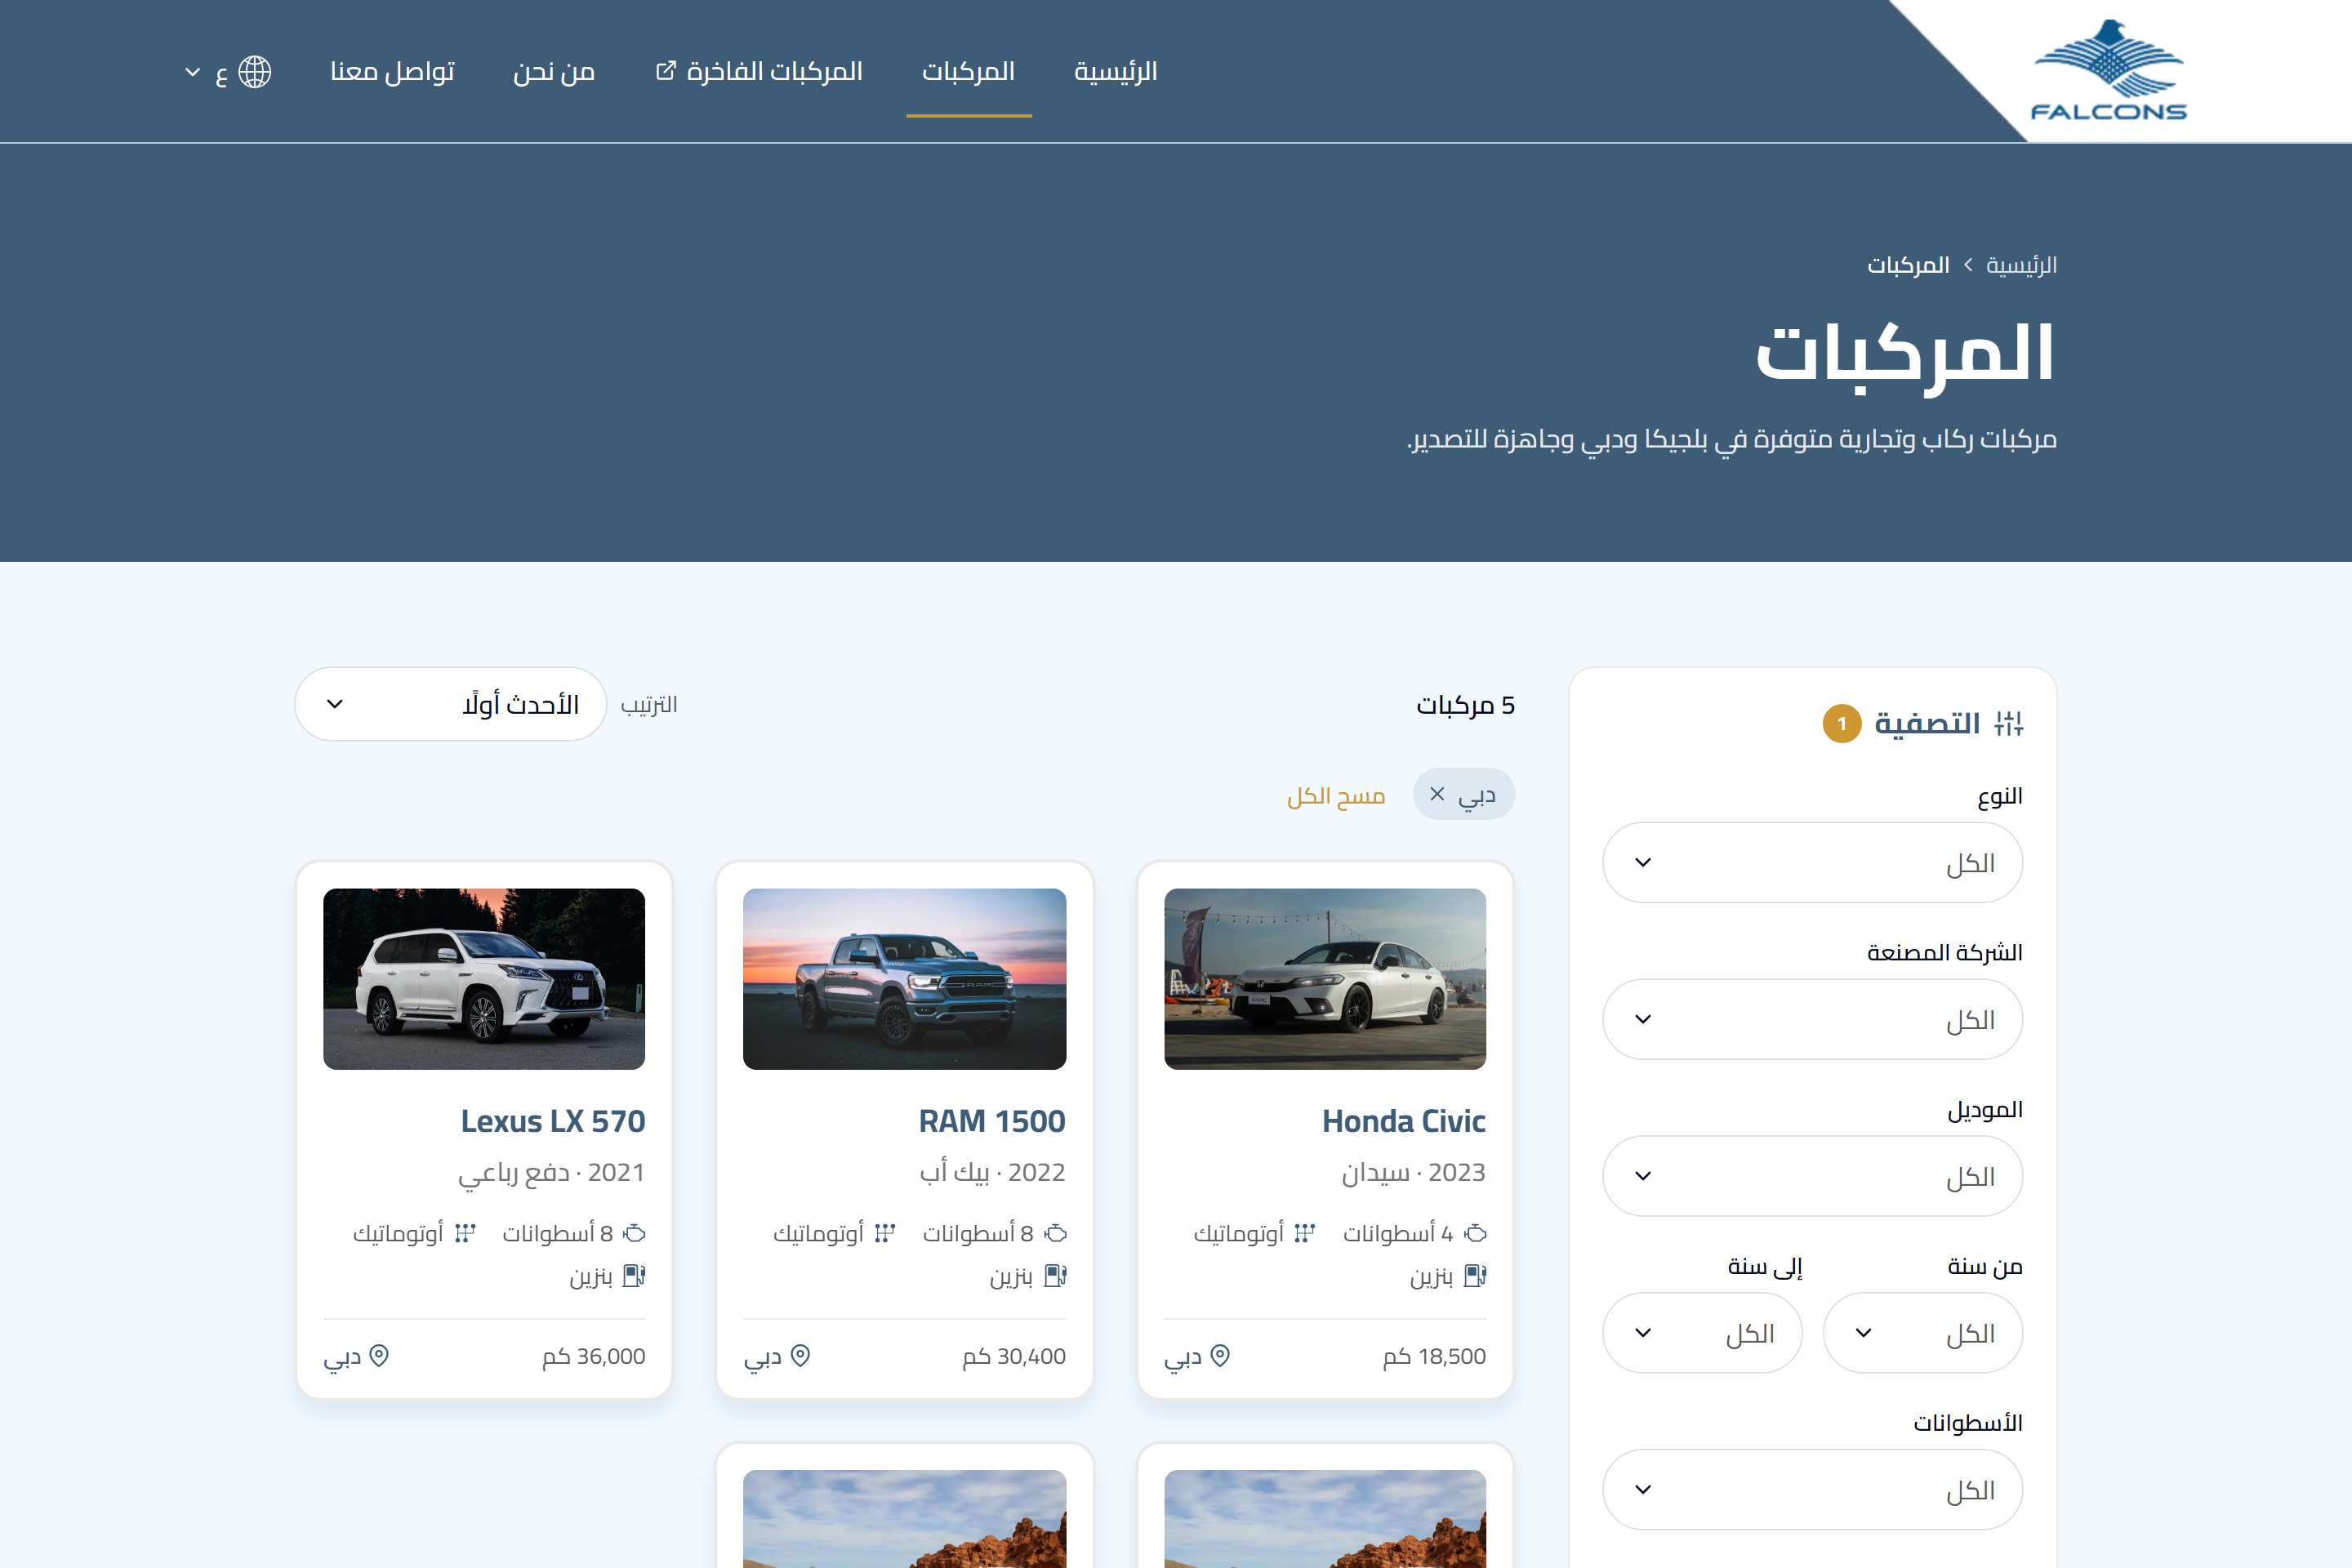 FALCONS
الرئيسية
المركبات
المركبات الفاخرة
من نحن
تواصل معنا
ع
الرئيسية › المركبات
المركبات
مركبات ركاب وتجارية متوفرة في بلجيكا ودبي وجاهزة للتصدير.
التصفية 1
النوع
الكل
الشركة المصنعة
الكل
الموديل
الكل
من سنة
الكل
إلى سنة
الكل
الأسطوانات
الكل
5 مركبات
الترتيب
الأحدث أولًا
دبي ×
مسح الكل
Honda Civic
2023 · سيدان
4 أسطوانات
أوتوماتيك
بنزين
18,500 كم
دبي
RAM 1500
2022 · بيك أب
8 أسطوانات
أوتوماتيك
بنزين
30,400 كم
دبي
Lexus LX 570
2021 · دفع رباعي
8 أسطوانات
أوتوماتيك
بنزين
36,000 كم
دبي